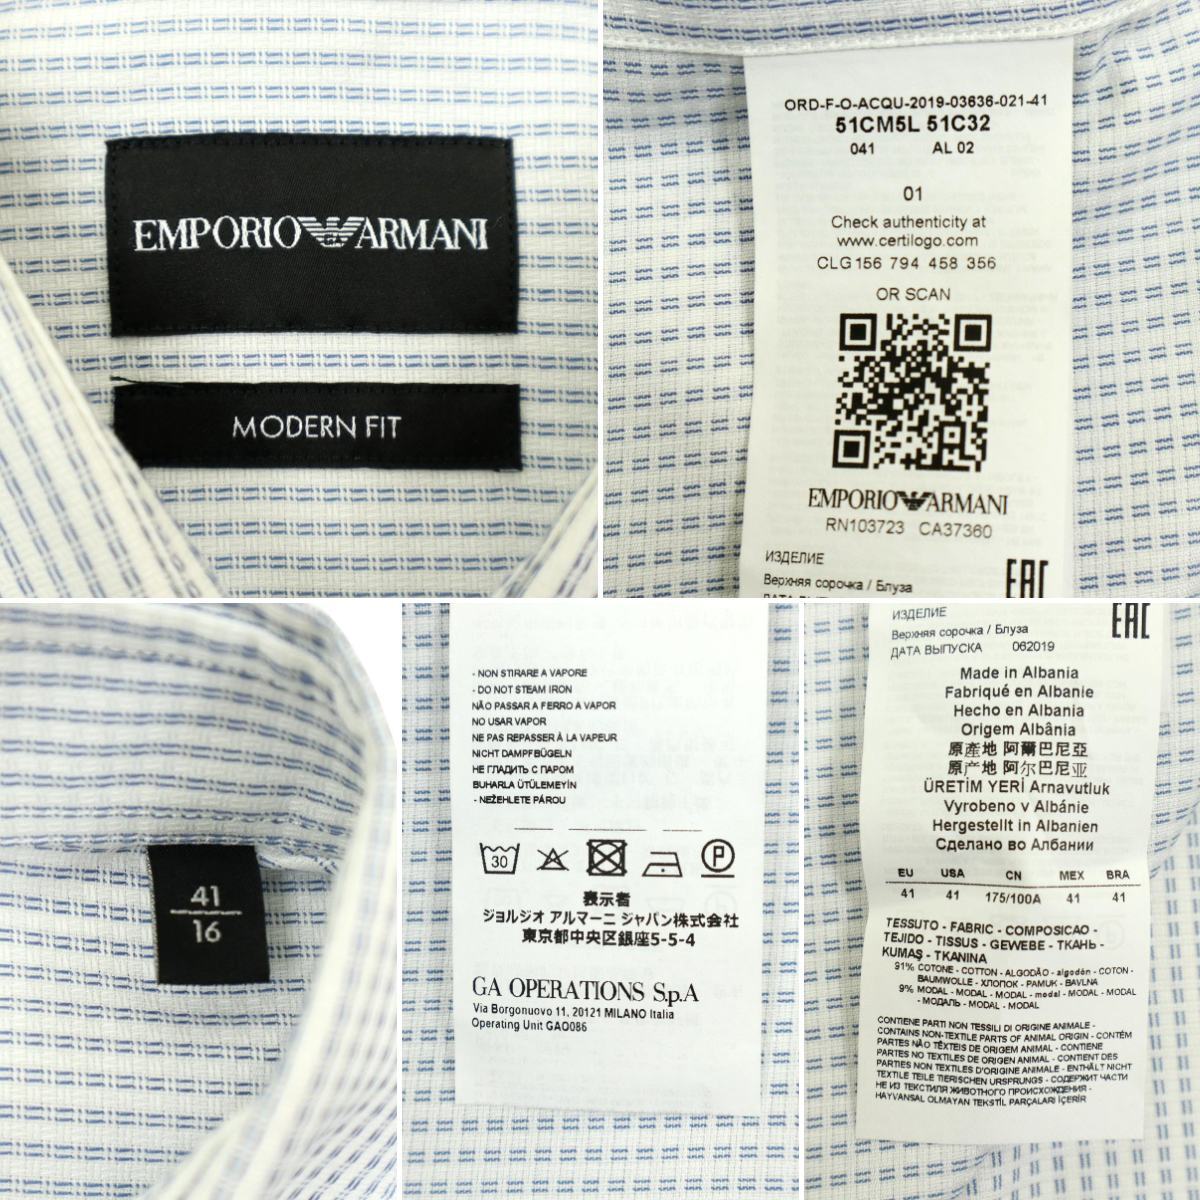 EMPORIO ARMANI
MODERN FIT
ORD-F-O-ACQU-2019-03636-021-41
51CM5L 51C32
041 AL 02
01
Check authenticity at
www.certilogo.com
CLG 156 794 458 356
OR SCAN
EMPORIO ARMANI
RN103723 CA37360
ИЗДЕЛИЕ
Верхняя сорочка / Блуза
EAC
41
16
- NON STIRARE A VAPORE
- DO NOT STEAM IRON
NÃO PASSAR A FERRO A VAPOR
NO USAR VAPOR
NE PAS REPASSER À LA VAPEUR
NICHT DAMPFBÜGELN
НЕ ГЛАДИТЬ С ПАРОМ
BUHARLA ÜTÜLEMEYİN
- NEŽEHLETE PÁROU
30 P
表示者
ジョルジオ アルマーニ ジャパン株式会社
東京都中央区銀座5-5-4
GA OPERATIONS S.p.A
Via Borgonuovo 11, 20121 MILANO Italia
Operating Unit GAO086
ИЗДЕЛИЕ
Верхняя сорочка / Блуза
ДАТА ВЫПУСКА 062019
EAC
Made in Albania
Fabriqué en Albanie
Hecho en Albania
Origem Albânia
原產地 阿爾巴尼亞
原产地 阿尔巴尼亚
ÜRETİM YERİ Arnavutluk
Vyrobeno v Albánie
Hergestellt in Albanien
Сделано во Албании
EU USA CN MEX BRA
41 41 175/100A 41 41
TESSUTO - FABRIC - COMPOSICAO -
TEJIDO - TISSUS - GEWEBE - ТКАНЬ -
KUMAŞ - TKANINA
91% COTONE - COTTON - ALGODÃO - algodón - COTON -
BAUMWOLLE - ХЛОПОК - PAMUK - BAVLNA
9% MODAL - MODAL - MODAL - modal - MODAL - MODAL
- МОДАЛЬ - MODAL - MODAL
CONTIENE PARTI NON TESSILI DI ORIGINE ANIMALE -
CONTAINS NON-TEXTILE PARTS OF ANIMAL ORIGIN - CONTÉM
PARTES NÃO TÊXTEIS DE ORIGEM ANIMAL - CONTIENE
PARTES NO TEXTILES DE ORIGEN ANIMAL - CONTIENT DES
PARTIES NON TEXTILES D'ORIGINE ANIMALE - ENTHÄLT NICHT
TEXTILE TEILE TIERISCHEN URSPRUNGS - СОДЕРЖИТ ЧАСТИ
НЕ ИЗ ТЕКСТИЛЯ ЖИВОТНОГО ПРОИСХОЖДЕНИЯ -
HAYVANSAL OLMAYAN TEKSTİL PARÇALARI İÇERİR